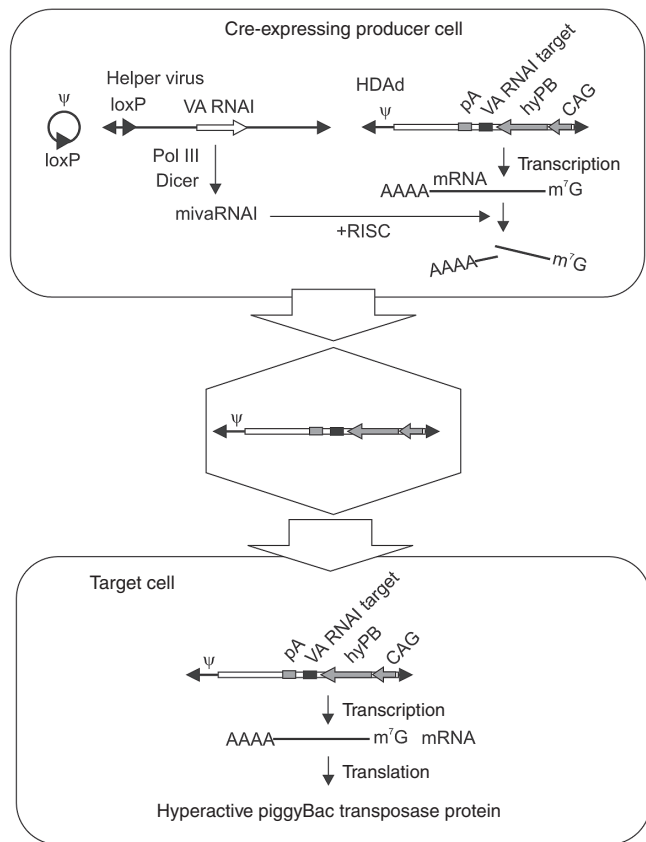 Cre-expressing producer cell
Helper virus
ψ
loxP
VA RNAI
loxP
Pol III
Dicer
mivaRNAI
+RISC
HDAd
ψ
pA
VA RNAI target
hyPB
CAG
Transcription
mRNA
AAAA
m⁷G
AAAA
m⁷G
ψ
Target cell
ψ
pA
VA RNAI target
hyPB
CAG
Transcription
AAAA
m⁷G mRNA
Translation
Hyperactive piggyBac transposase protein